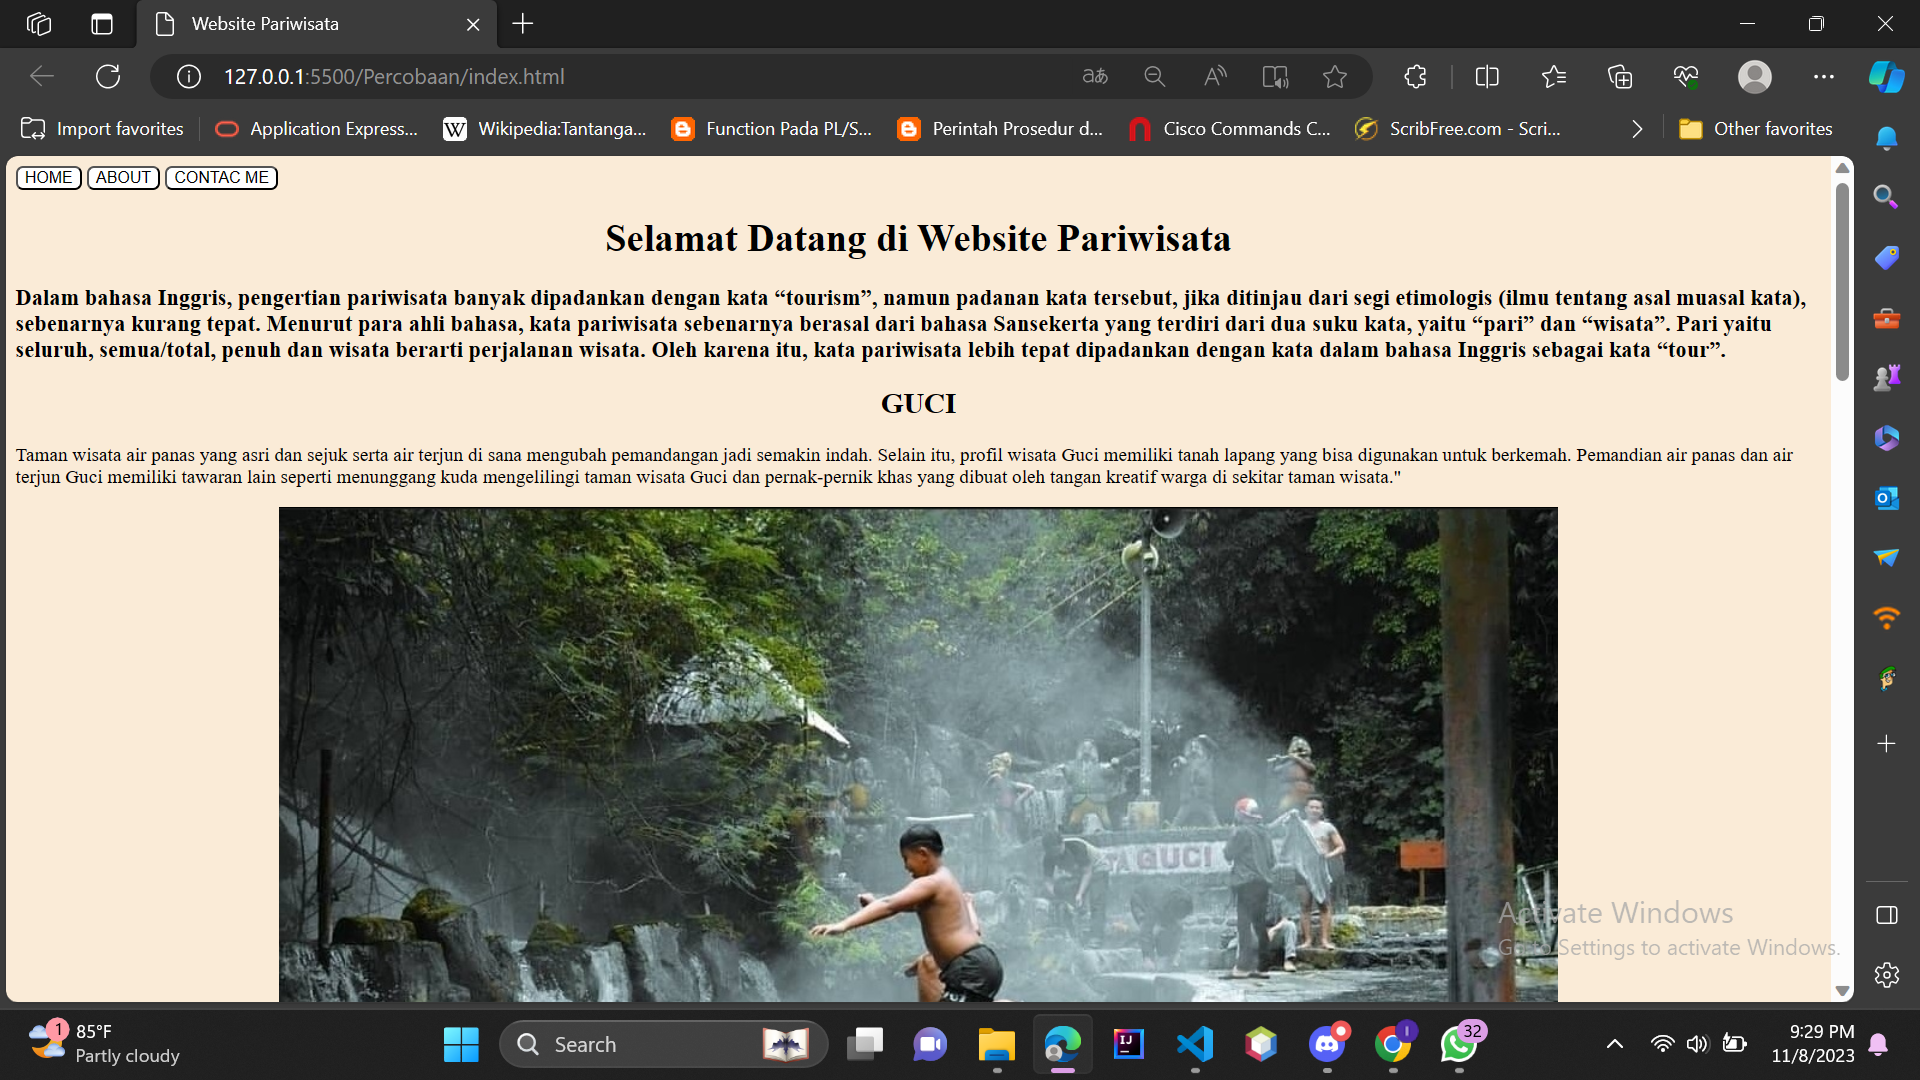 Website Pariwisata
127.0.0.1:5500/Percobaan/index.html
Import favorites
Application Express...
Wikipedia:Tantanga...
Function Pada PL/S...
Perintah Prosedur d...
Cisco Commands C...
ScribFree.com - Scri...
Other favorites
HOME ABOUT CONTAC ME
Selamat Datang di Website Pariwisata
Dalam bahasa Inggris, pengertian pariwisata banyak dipadankan dengan kata “tourism”, namun padanan kata tersebut, jika ditinjau dari segi etimologis (ilmu tentang asal muasal kata),
sebenarnya kurang tepat. Menurut para ahli bahasa, kata pariwisata sebenarnya berasal dari bahasa Sansekerta yang terdiri dari dua suku kata, yaitu “pari” dan “wisata”. Pari yaitu
seluruh, semua/total, penuh dan wisata berarti perjalanan wisata. Oleh karena itu, kata pariwisata lebih tepat dipadankan dengan kata dalam bahasa Inggris sebagai kata “tour”.
GUCI
Taman wisata air panas yang asri dan sejuk serta air terjun di sana mengubah pemandangan jadi semakin indah. Selain itu, profil wisata Guci memiliki tanah lapang yang bisa digunakan untuk berkemah. Pemandian air panas dan air
terjun Guci memiliki tawaran lain seperti menunggang kuda mengelilingi taman wisata Guci dan pernak-pernik khas yang dibuat oleh tangan kreatif warga di sekitar taman wisata."
GUCI
Activate Windows
Go to Settings to activate Windows.
1
85°F
Partly cloudy
Search
32
9:29 PM
11/8/2023